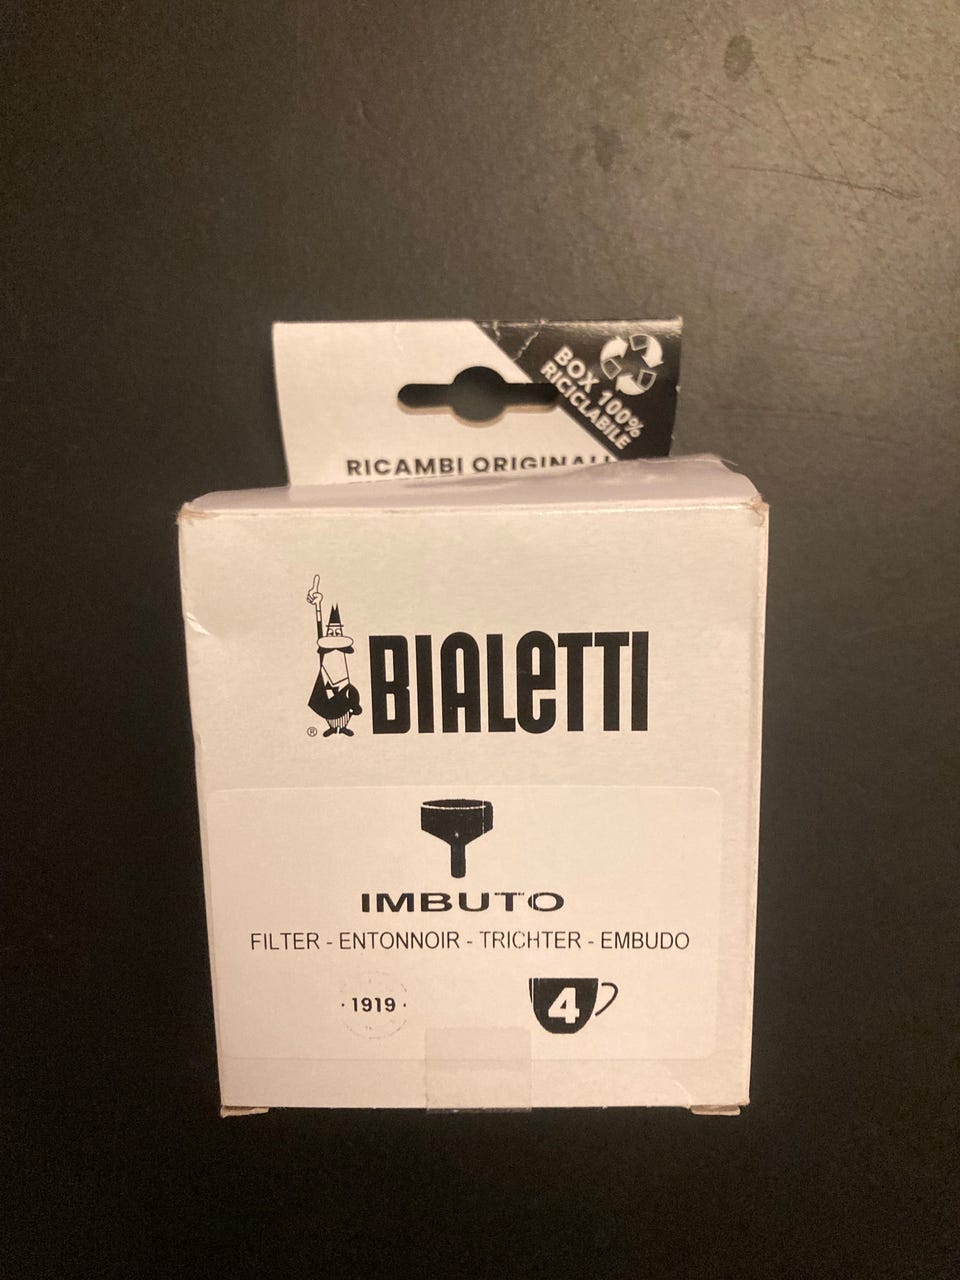 BOX 100%
RICICLABILE
RICAMBI ORIGINALI
BIALETTI
®
IMBUTO
FILTER - ENTONNOIR - TRICHTER - EMBUDO
· 1919 ·
4